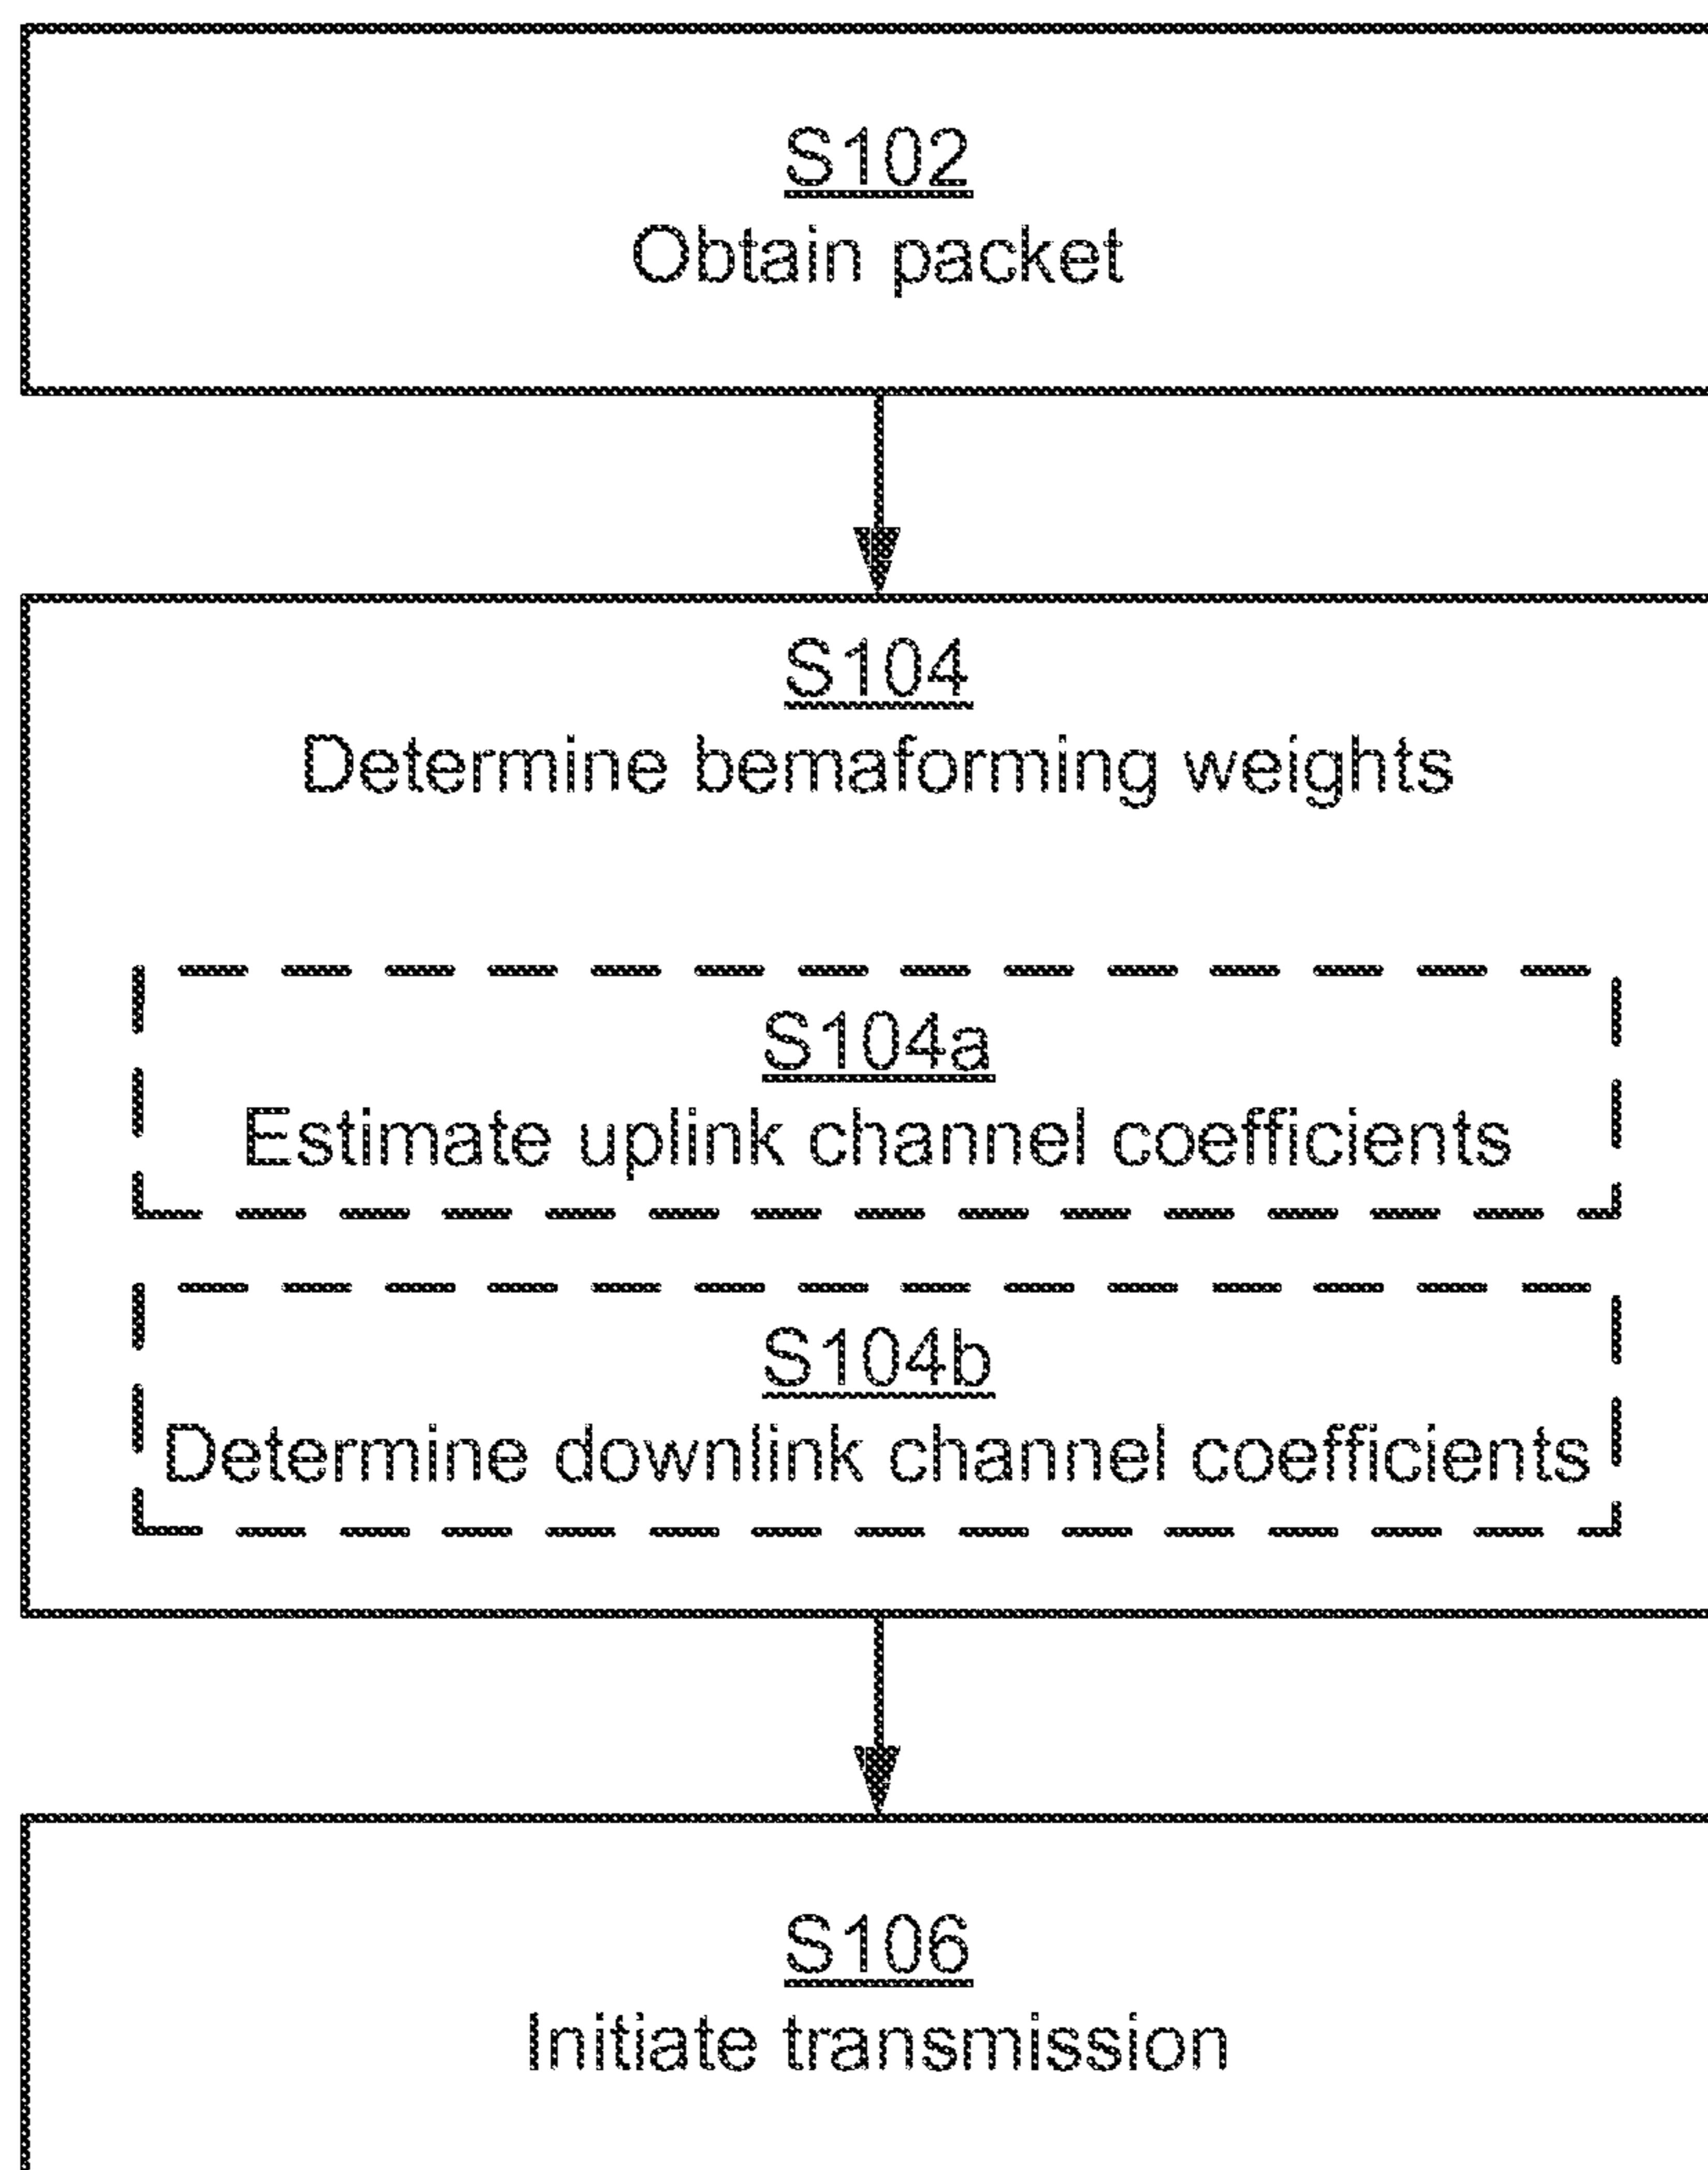 S102
Obtain packet
S104
Determine bemaforming weights
S104a
Estimate uplink channel coefficients
S104b
Determine downlink channel coefficients
S106
Initiate transmission